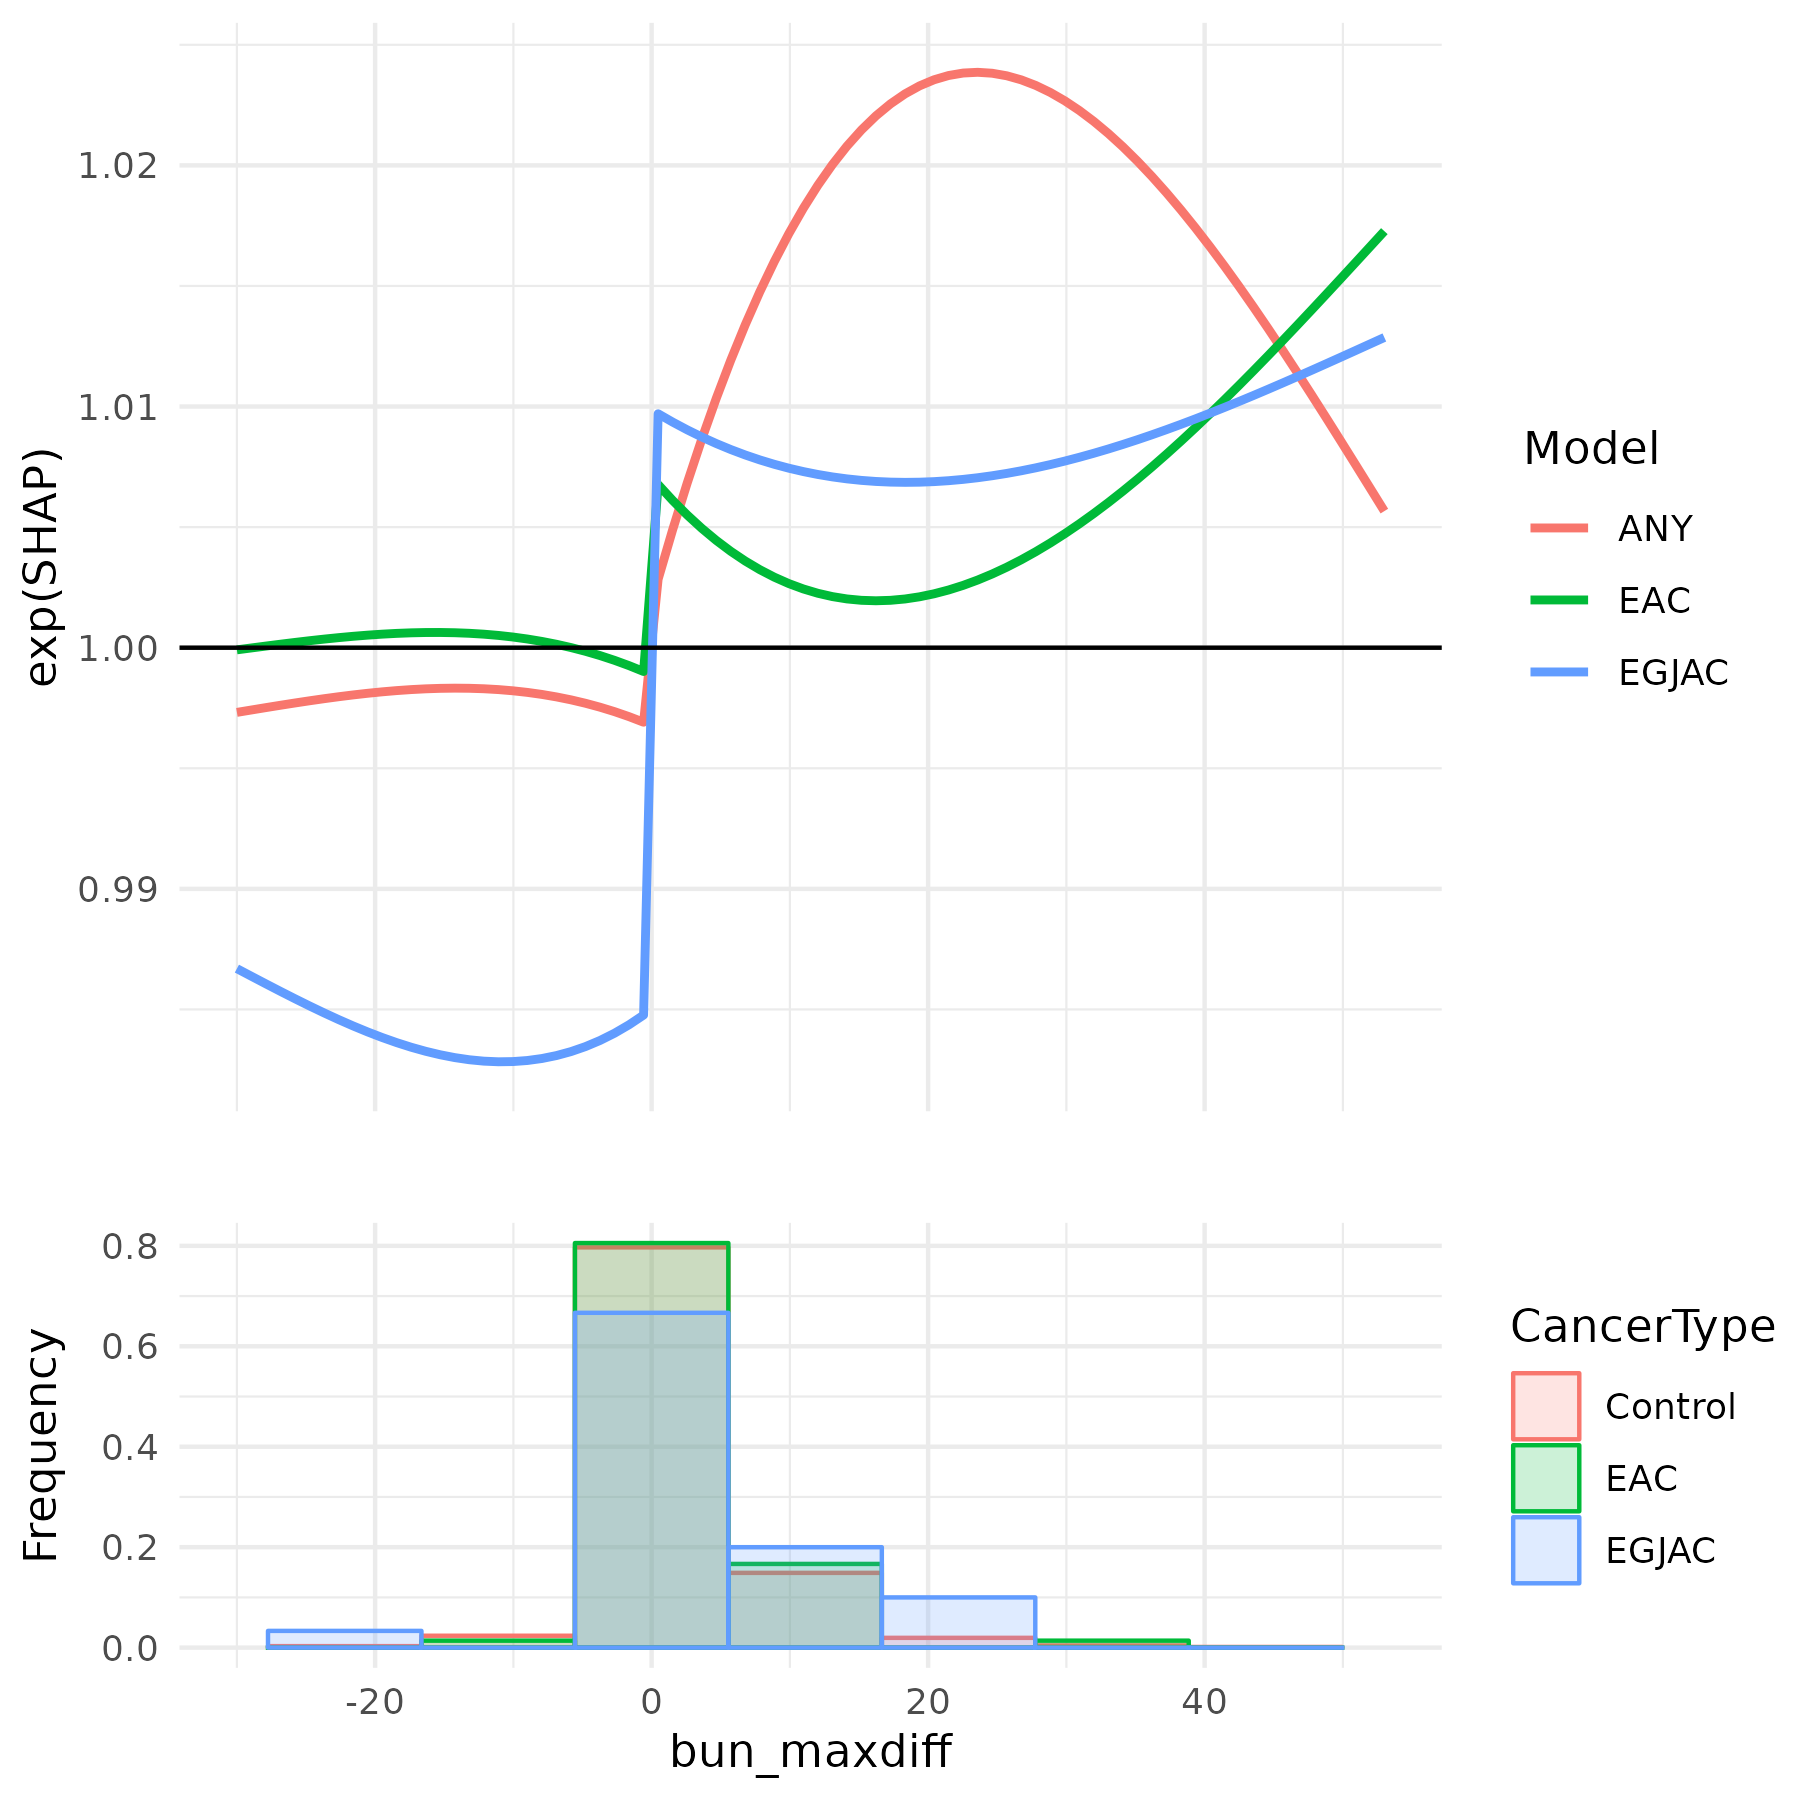 exp(SHAP)
1.02
1.01
1.00
0.99
Model
ANY
EAC
EGJAC
Frequency
0.8
0.6
0.4
0.2
0.0
-20 0 20 40
bun_maxdiff
CancerType
Control
EAC
EGJAC